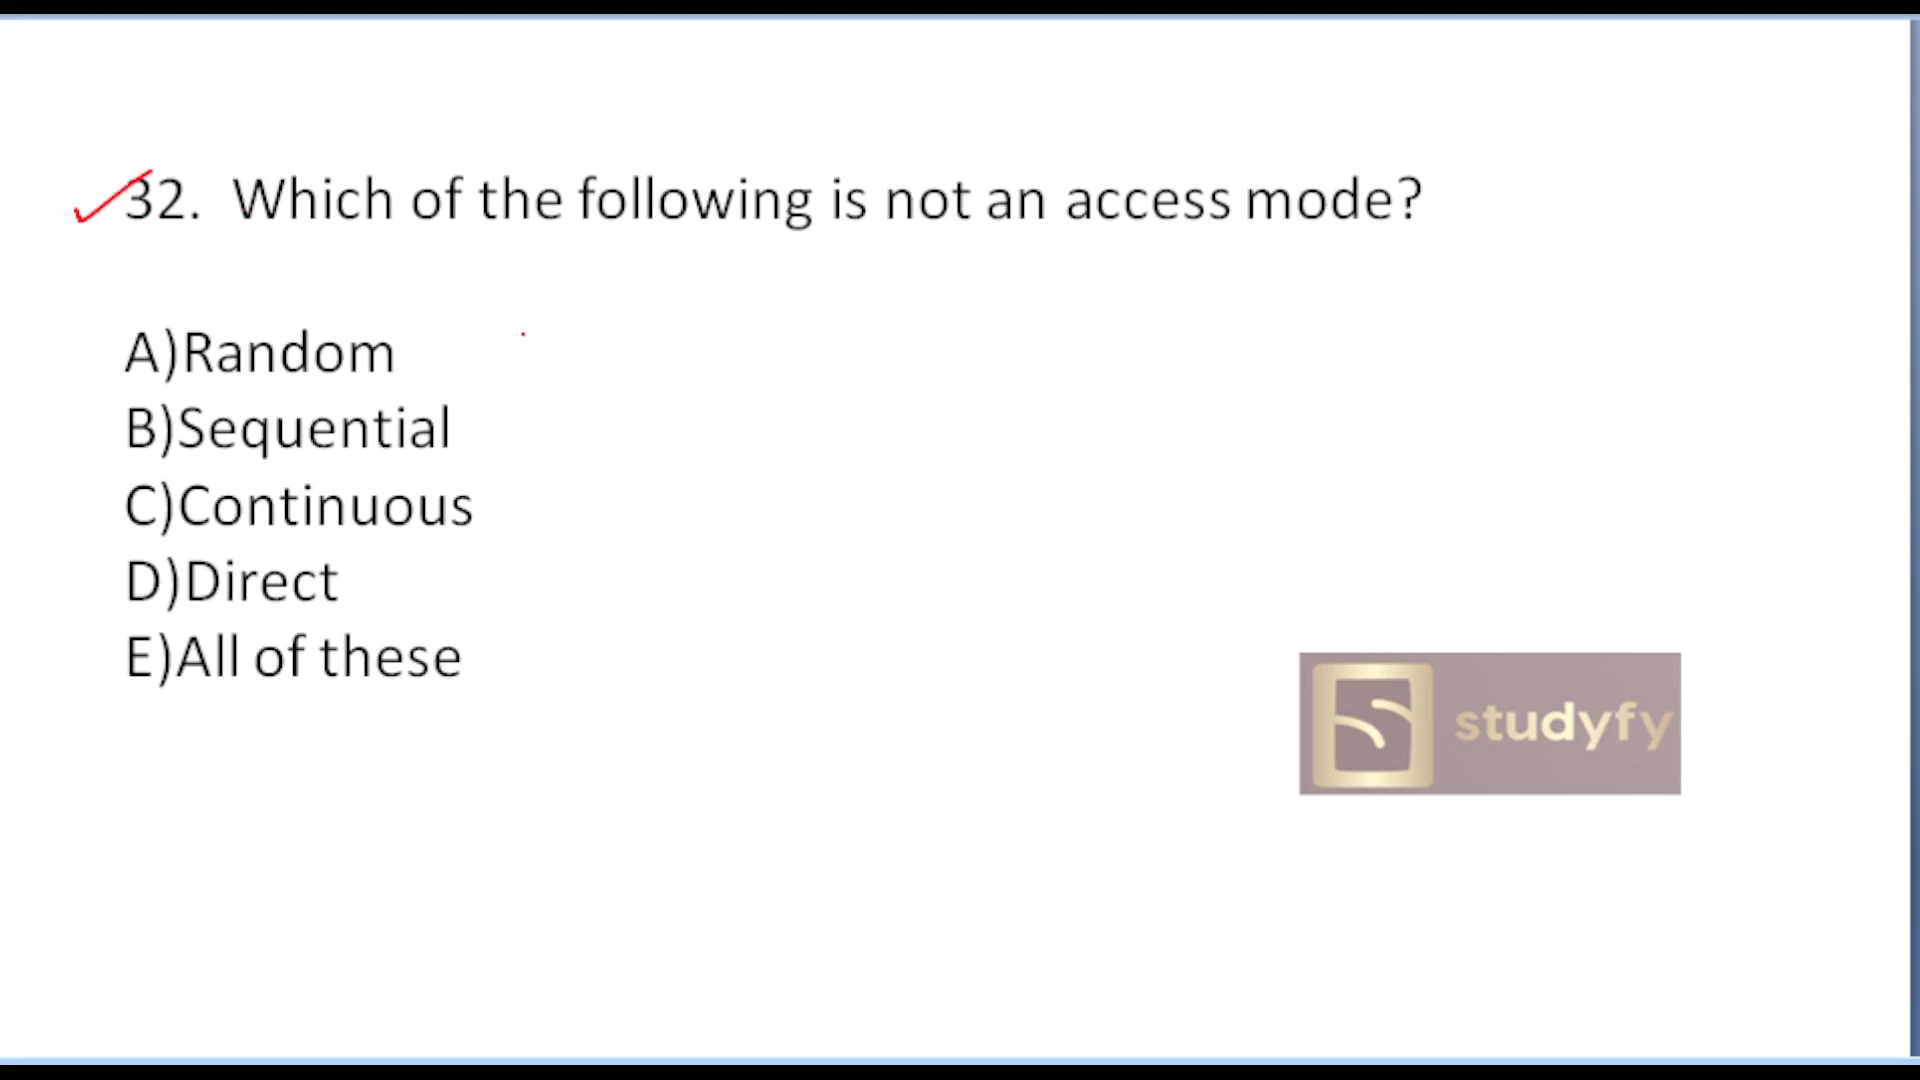 32. Which of the following is not an access mode?
A)Random
B)Sequential
C)Continuous
D)Direct
E)All of these
studyfy